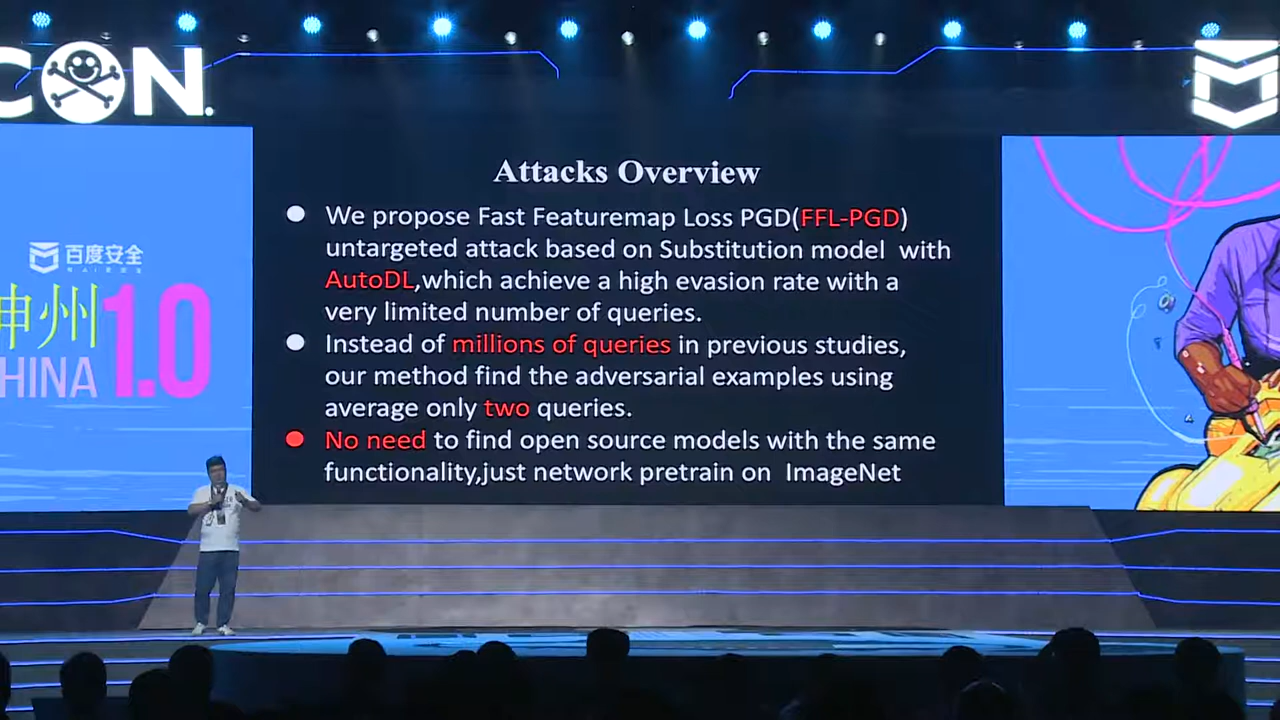 CON.
Attacks Overview
We propose Fast Featuremap Loss PGD(FFL-PGD)
untargeted attack based on Substitution model with
AutoDL,which achieve a high evasion rate with a
very limited number of queries.
Instead of millions of queries in previous studies,
our method find the adversarial examples using
average only two queries.
No need to find open source models with the same
functionality,just network pretrain on ImageNet
百度安全
神州1.0
HINA